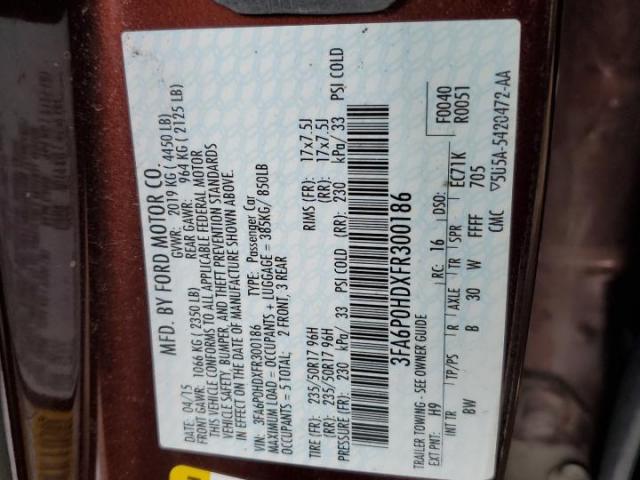 MFD. BY FORD MOTOR CO.
DATE: 04/15 GVWR: 2019 KG ( 4450 LB)
FRONT GAWR: 1066 KG ( 2350 LB) REAR GAWR: 964 KG ( 2125 LB)
THIS VEHICLE CONFORMS TO ALL APPLICABLE FEDERAL MOTOR
VEHICLE SAFETY, BUMPER, AND THEFT PREVENTION STANDARDS
IN EFFECT ON THE DATE OF MANUFACTURE SHOWN ABOVE.
VIN: 3FA6P0HDXFR300186 TYPE: Passenger Car
MAXIMUM LOAD = OCCUPANTS + LUGGAGE = 385KG/ 850LB
OCCUPANTS = 5 TOTAL: 2 FRONT, 3 REAR
TIRE (FR): 235/50R17 96H RIMS (FR): 17x7.5J
TIRE (RR): 235/50R17 96H (RR): 17x7.5J
PRESSURE (FR): 230 kPa/ 33 PSI COLD (RR): 230 kPa/ 33 PSI COLD
3FA6P0HDXFR300186
TRAILER TOWING - SEE OWNER GUIDE F0040
R0051
EXT PNT: H9 RC: 16 DSO: EC71K
INT TR TP/PS R AXLE TR SPR
BW B 30 W FFFF 705
CMC ▽5U5A-5420472-AA